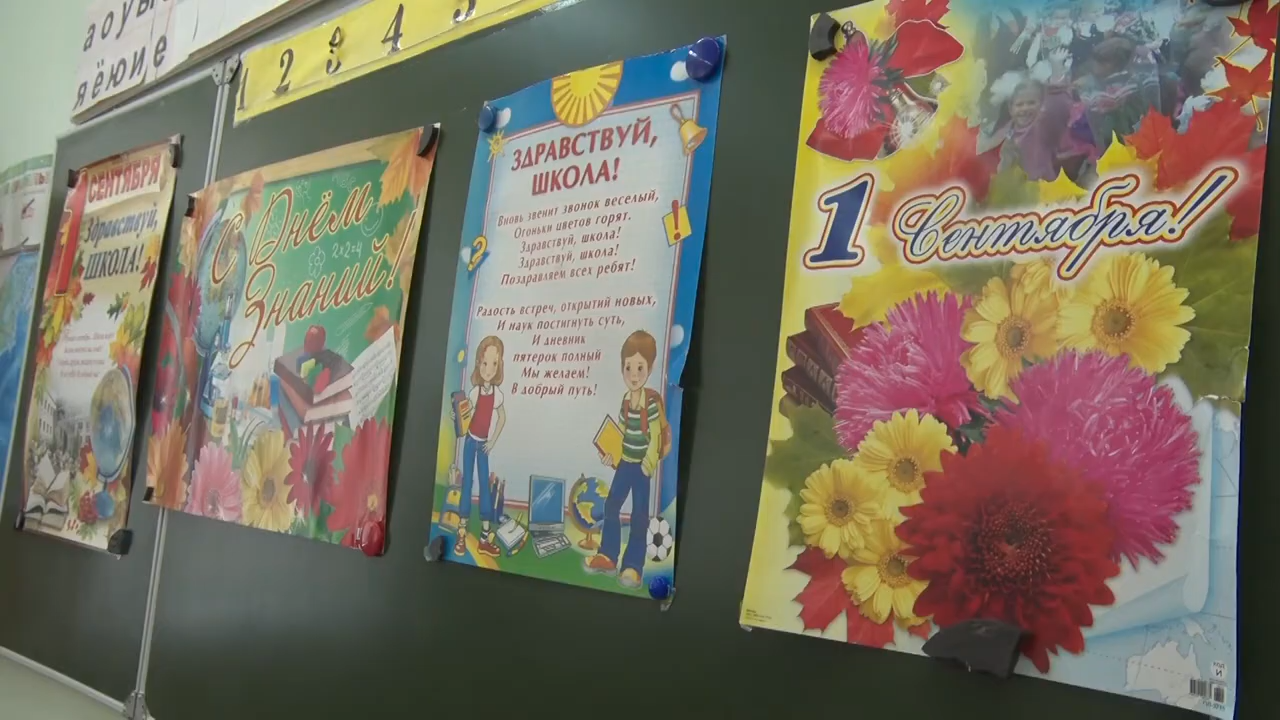 а о у ы
я ё ю и е
1 2 3 4 5
1 СЕНТЯБРЯ
Здравствуй,
ШКОЛА!
С Днём
Знаний!
2×2=4
ЗДРАВСТВУЙ,
ШКОЛА!
Вновь звенит звонок веселый,
Огоньки цветов горят.
Здравствуй, школа!
Здравствуй, школа!
Поздравляем всех ребят!
Радость встреч, открытий новых,
И наук постигнуть суть,
И дневник
пятерок полный
Мы желаем!
В добрый путь!
1 Сентября!